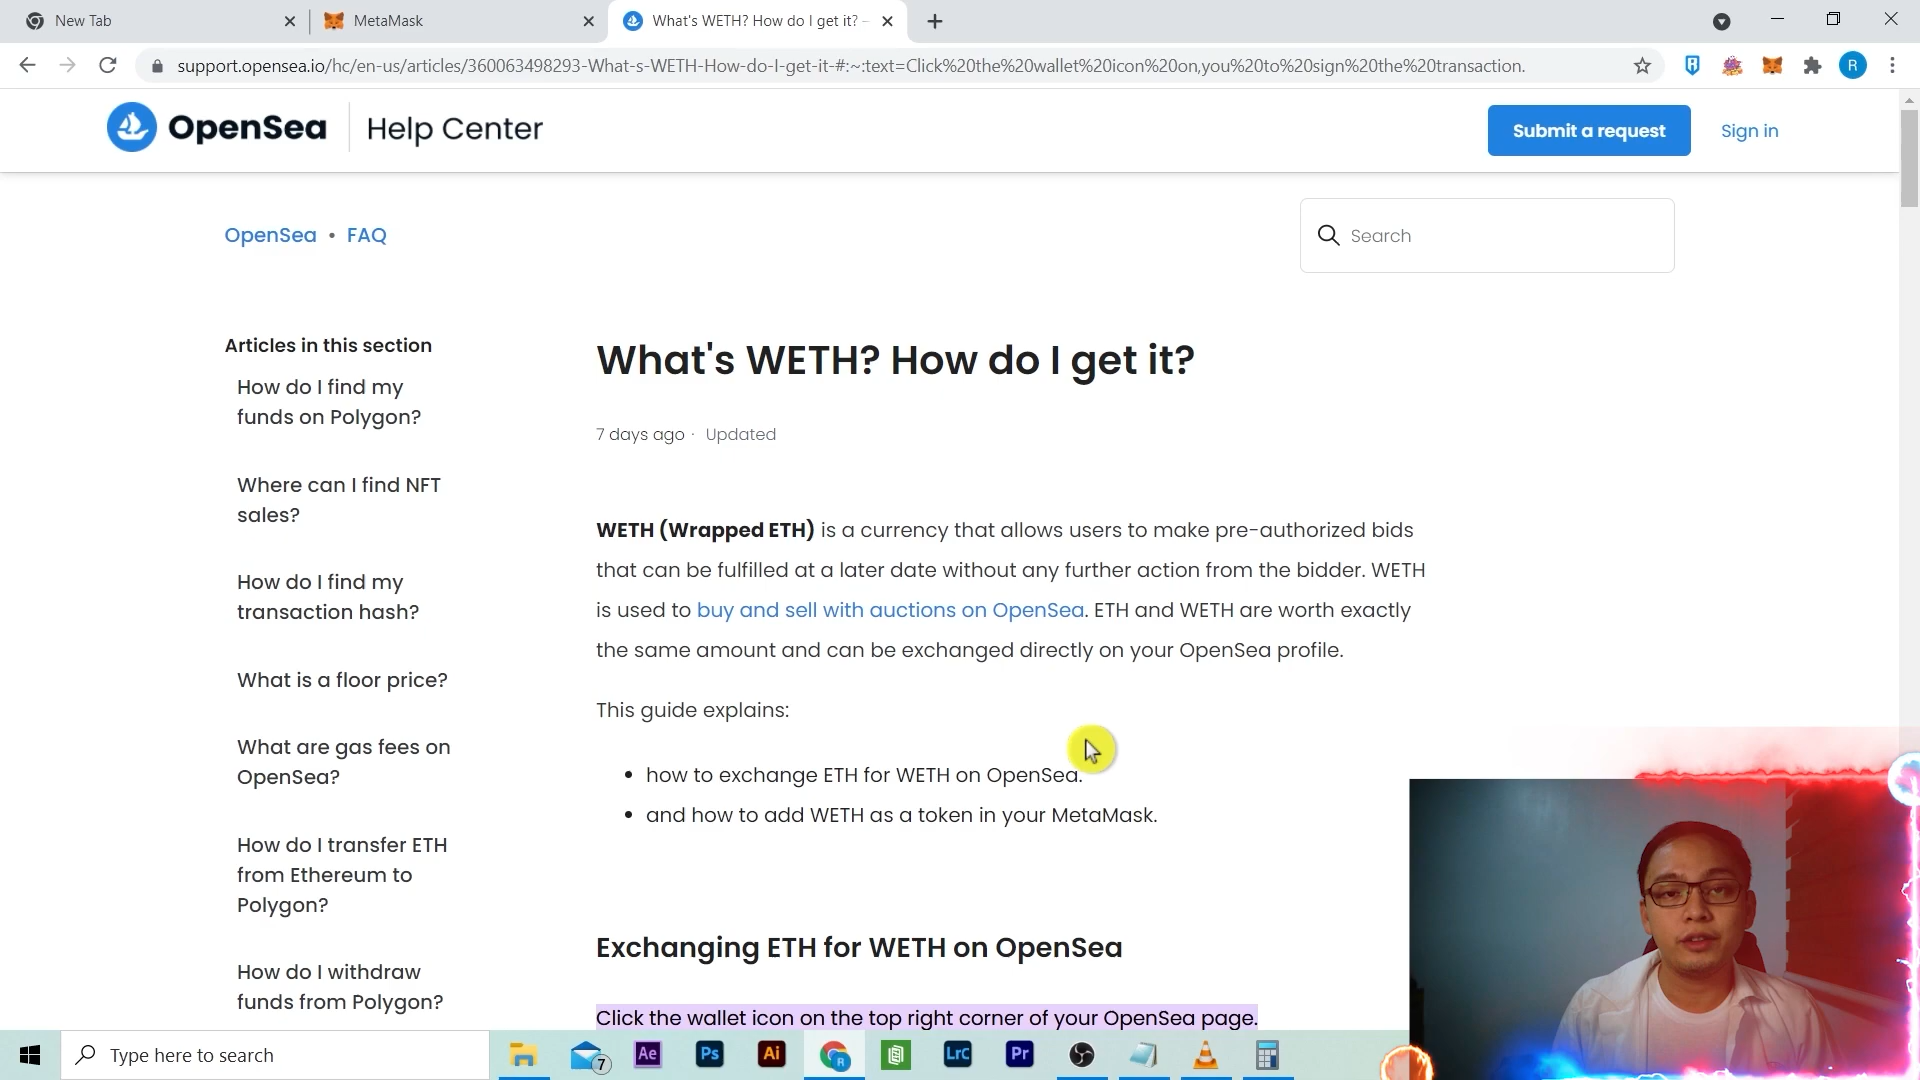 New Tab
MetaMask
What's WETH? How do I get it? -
support.opensea.io/hc/en-us/articles/360063498293-What-s-WETH-How-do-I-get-it-#:~:text=Click%20the%20wallet%20icon%20on,you%20to%20sign%20the%20transaction.
R
OpenSea
Help Center
Submit a request
Sign in
OpenSea • FAQ
Search
Articles in this section
How do I find my
funds on Polygon?
Where can I find NFT
sales?
How do I find my
transaction hash?
What is a floor price?
What are gas fees on
OpenSea?
How do I transfer ETH
from Ethereum to
Polygon?
How do I withdraw
funds from Polygon?
What's WETH? How do I get it?
7 days ago · Updated
WETH (Wrapped ETH) is a currency that allows users to make pre-authorized bids
that can be fulfilled at a later date without any further action from the bidder. WETH
is used to buy and sell with auctions on OpenSea. ETH and WETH are worth exactly
the same amount and can be exchanged directly on your OpenSea profile.
This guide explains:
• how to exchange ETH for WETH on OpenSea.
• and how to add WETH as a token in your MetaMask.
Exchanging ETH for WETH on OpenSea
Click the wallet icon on the top right corner of your OpenSea page.
Type here to search
7
Ae
Ps
Ai
R
LrC
Pr